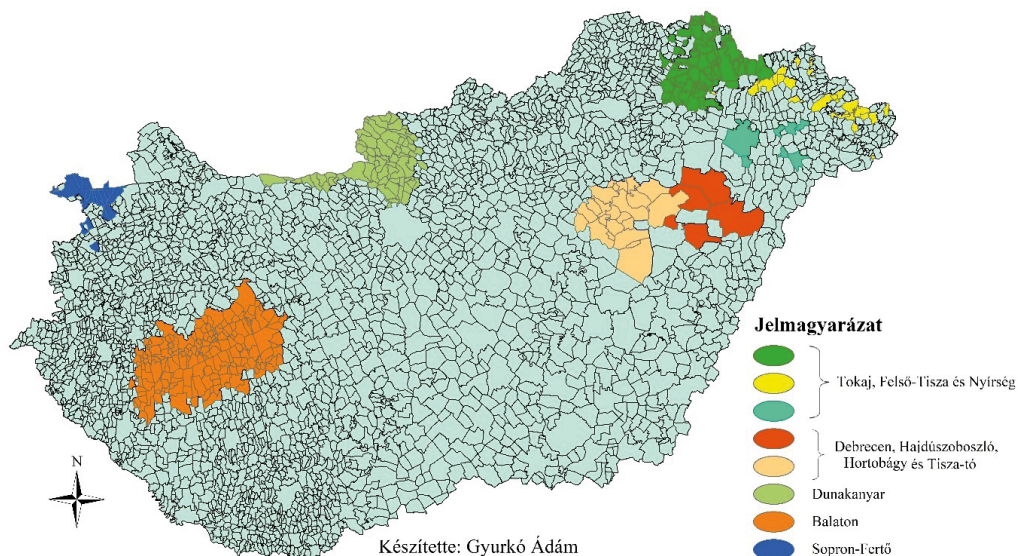 Jelmagyarázat
Tokaj, Felső-Tisza és Nyírség
Debrecen, Hajdúszoboszló,
Hortobágy és Tisza-tó
Dunakanyar
Balaton
Sopron-Fertő
N
Készítette: Gyurkó Ádám